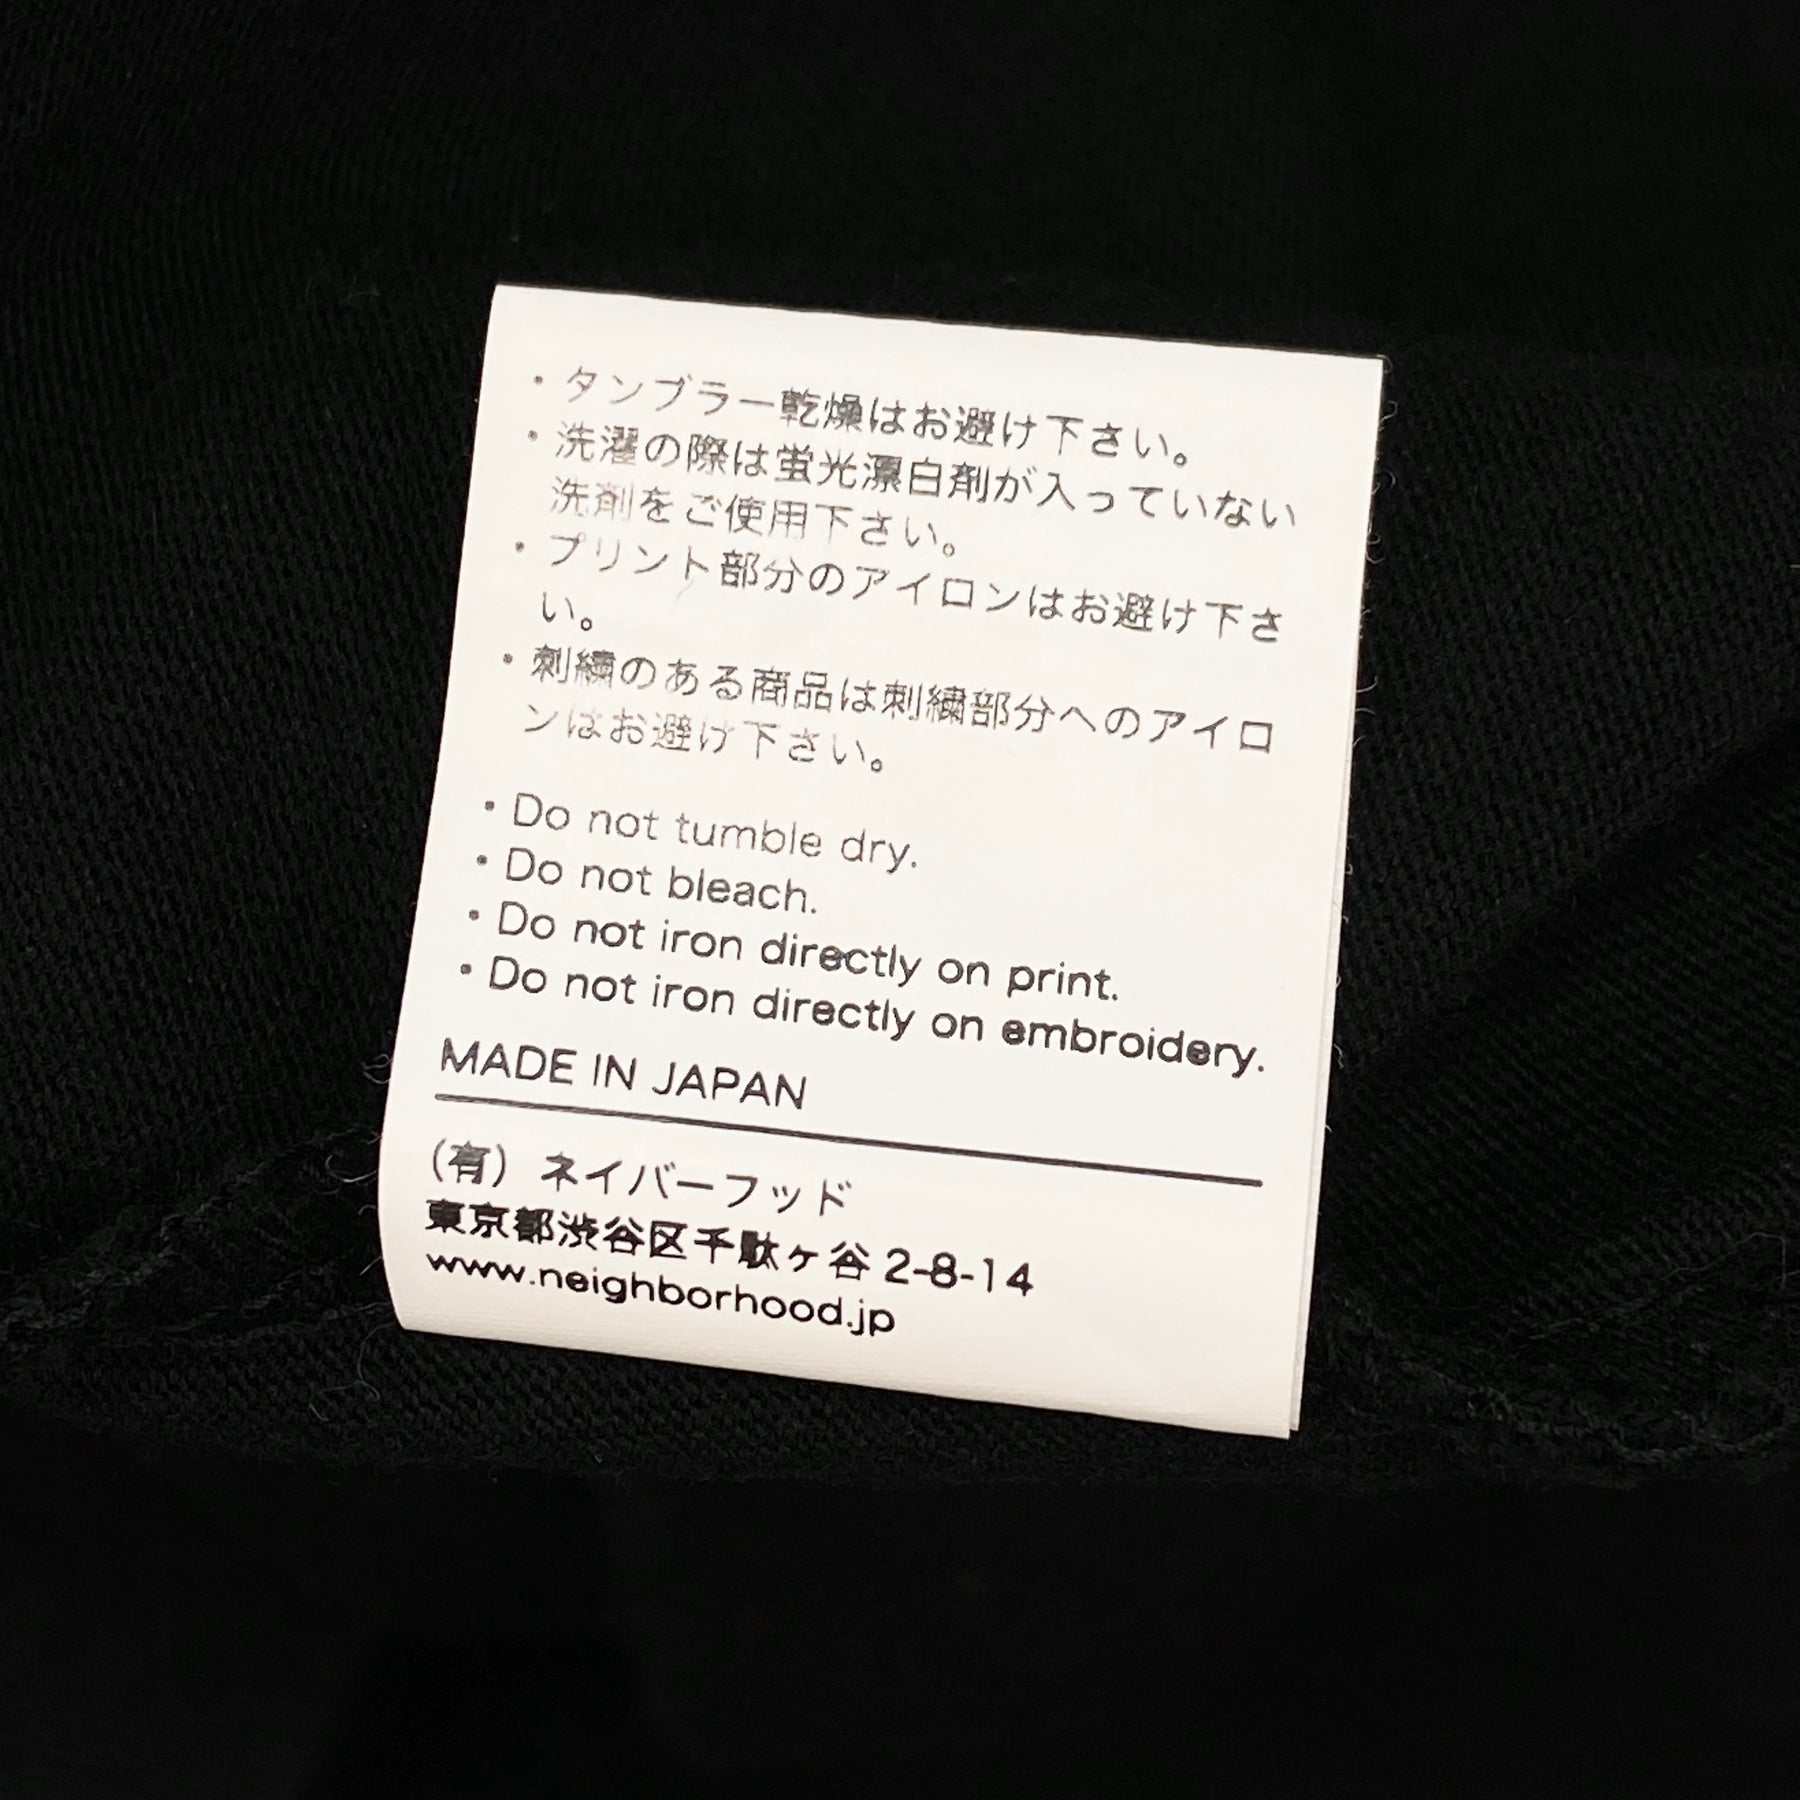 ・タンブラー乾燥はお避け下さい。
・洗濯の際は蛍光漂白剤が入っていない
洗剤をご使用下さい。
・プリント部分のアイロンはお避け下さ
い。
・刺繍のある商品は刺繍部分へのアイロ
ンはお避け下さい。
・Do not tumble dry.
・Do not bleach.
・Do not iron directly on print.
・Do not iron directly on embroidery.
MADE IN JAPAN
(有) ネイバーフッド
東京都渋谷区千駄ヶ谷 2-8-14
www.neighborhood.jp